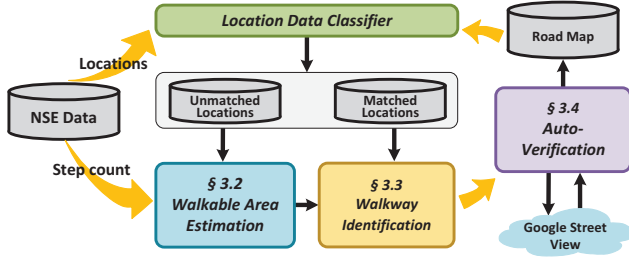 Location Data Classifier
Road Map
Locations
NSE Data
Unmatched
Locations
Matched
Locations
§ 3.4
Auto-
Verification
Step count
§ 3.2
Walkable Area
Estimation
§ 3.3
Walkway
Identification
Google Street
View